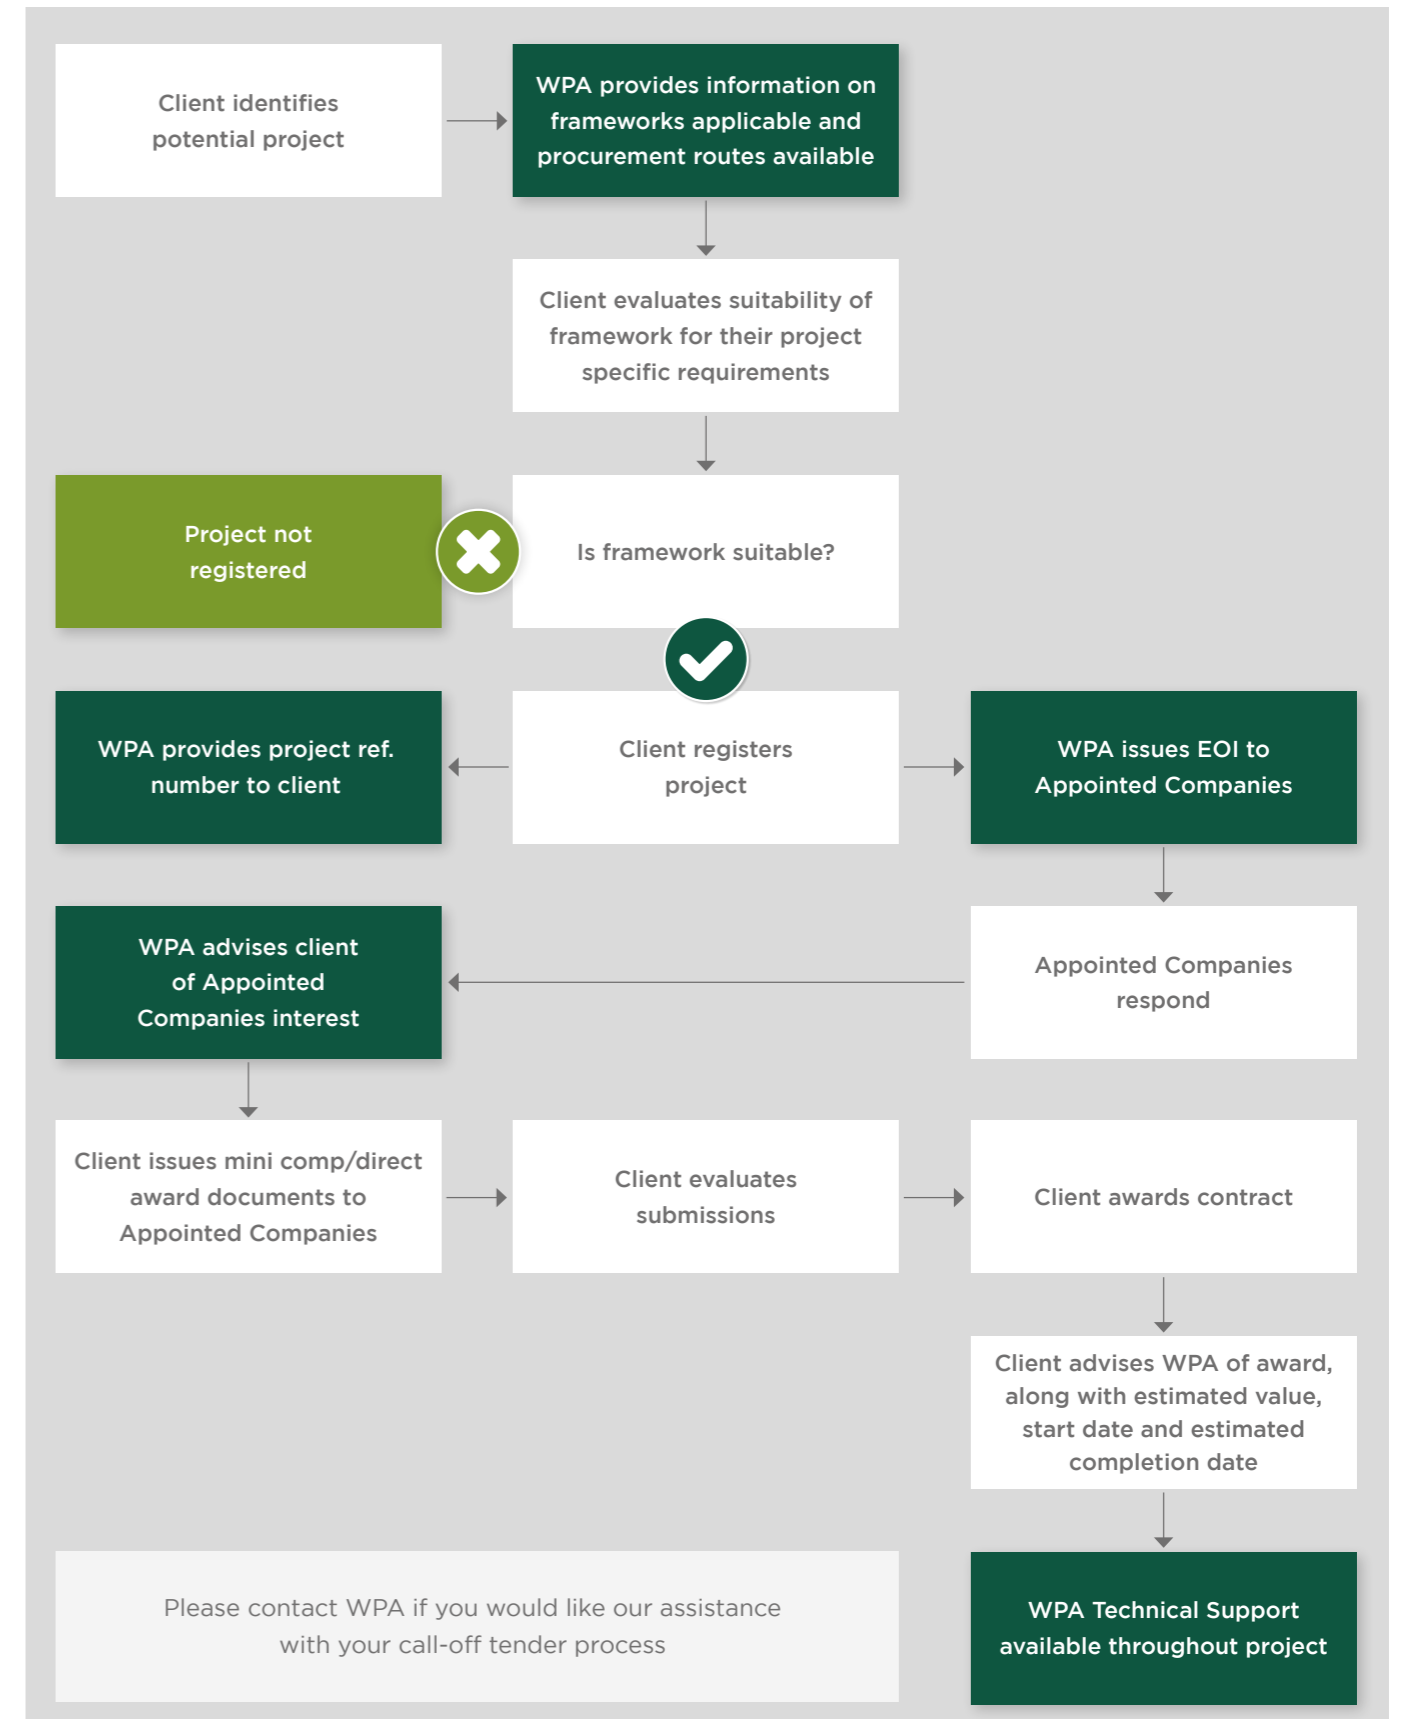 Client identifies
potential project
WPA provides information on
frameworks applicable and
procurement routes available
Client evaluates suitability of
framework for their project
specific requirements
Project not
registered
Is framework suitable?
WPA provides project ref.
number to client
Client registers
project
WPA issues EOI to
Appointed Companies
WPA advises client
of Appointed
Companies interest
Appointed Companies
respond
Client issues mini comp/direct
award documents to
Appointed Companies
Client evaluates
submissions
Client awards contract
Client advises WPA of award,
along with estimated value,
start date and estimated
completion date
Please contact WPA if you would like our assistance
with your call-off tender process
WPA Technical Support
available throughout project